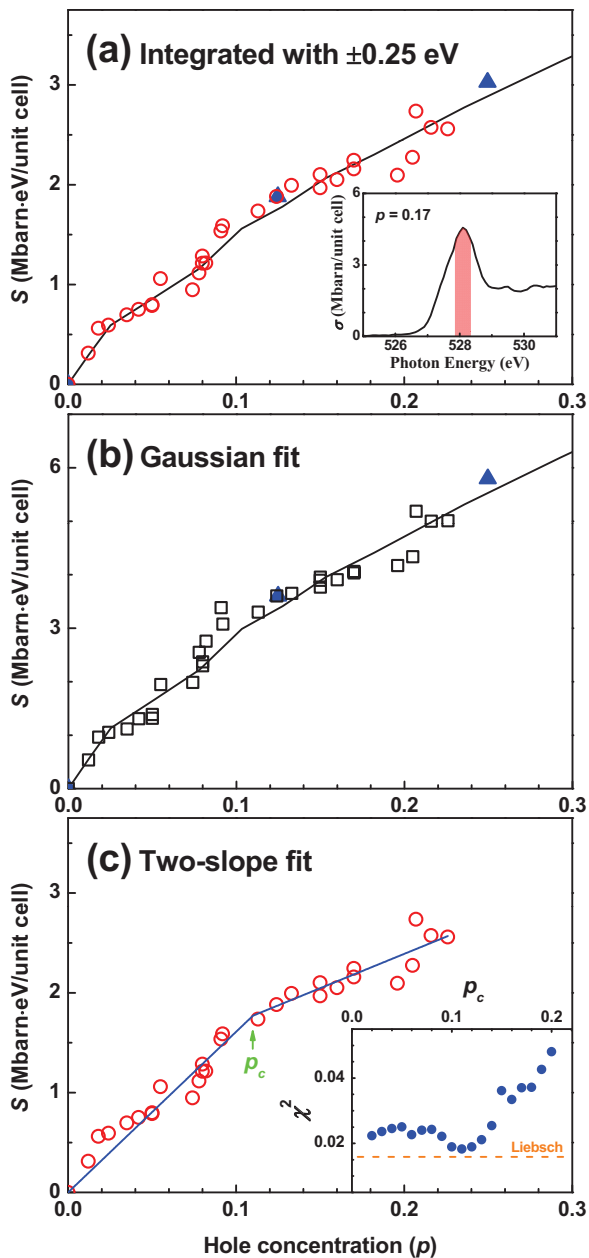 (a) Integrated with ±0.25 eV
S (Mbarn·eV/unit cell)
3
2
1
0
0.0 0.1 0.2 0.3
p = 0.17
σ (Mbarn/unit cell)
6
4
2
0
526 528 530
Photon Energy (eV)
(b) Gaussian fit
S (Mbarn·eV/unit cell)
6
3
0
0.0 0.1 0.2 0.3
(c) Two-slope fit
S (Mbarn·eV/unit cell)
3
2
1
0
p_c
p_c
0.0 0.1 0.2
χ²
0.04
0.02
Liebsch
0.0 0.1 0.2 0.3
Hole concentration (p)